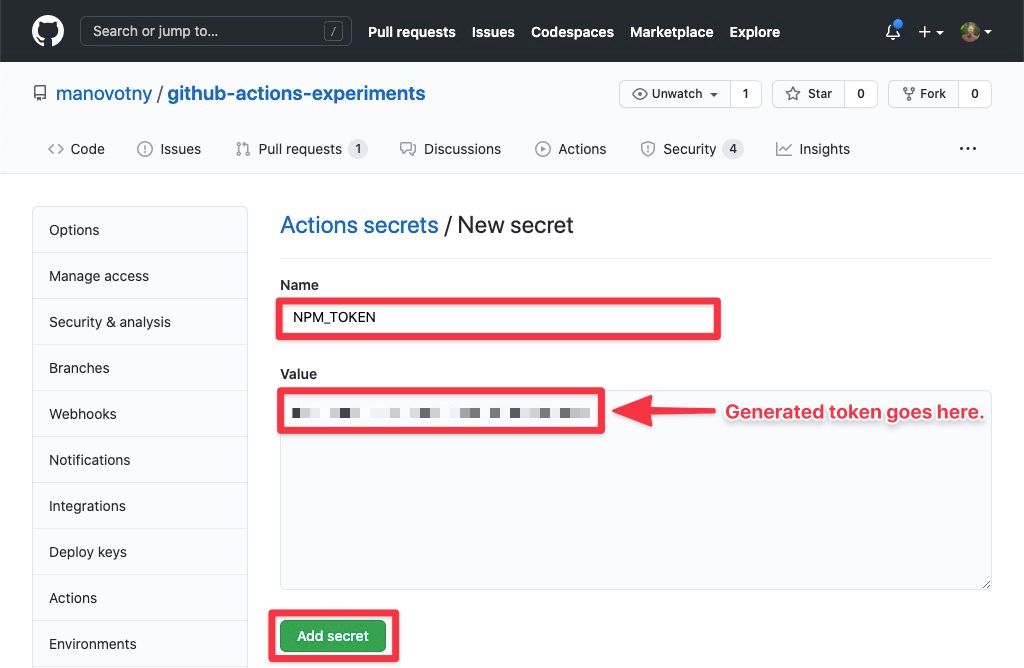 Search or jump to... / Pull requests Issues Codespaces Marketplace Explore
manovotny / github-actions-experiments Unwatch 1 Star 0 Fork 0
Code Issues Pull requests 1 Discussions Actions Security 4 Insights ...
Options
Manage access
Security & analysis
Branches
Webhooks
Notifications
Integrations
Deploy keys
Actions
Environments
Actions secrets / New secret
Name
NPM_TOKEN
Value
Generated token goes here.
Add secret